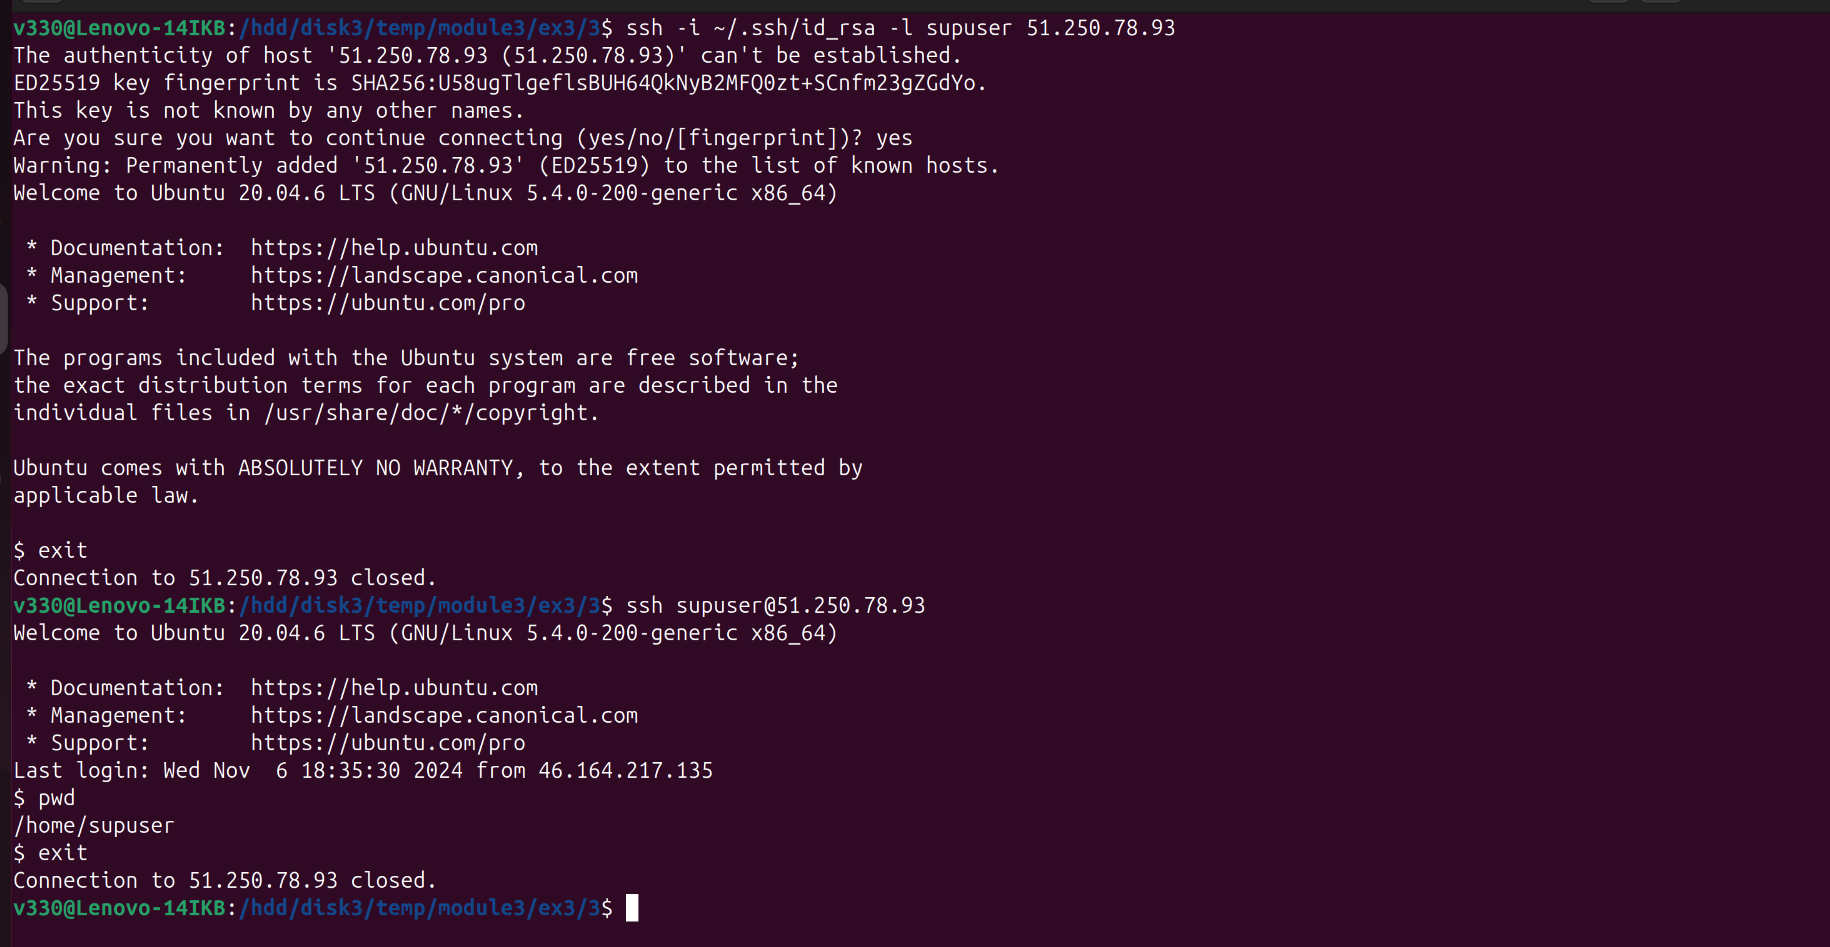 v330@Lenovo-14IKB:/hdd/disk3/temp/module3/ex3/3$ ssh -i ~/.ssh/id_rsa -l supuser 51.250.78.93
The authenticity of host '51.250.78.93 (51.250.78.93)' can't be established.
ED25519 key fingerprint is SHA256:U58ugTlgeflsBUH64QkNyB2MFQ0zt+SCnfm23gZGdYo.
This key is not known by any other names.
Are you sure you want to continue connecting (yes/no/[fingerprint])? yes
Warning: Permanently added '51.250.78.93' (ED25519) to the list of known hosts.
Welcome to Ubuntu 20.04.6 LTS (GNU/Linux 5.4.0-200-generic x86_64)

 * Documentation:  https://help.ubuntu.com
 * Management:     https://landscape.canonical.com
 * Support:        https://ubuntu.com/pro

The programs included with the Ubuntu system are free software;
the exact distribution terms for each program are described in the
individual files in /usr/share/doc/*/copyright.

Ubuntu comes with ABSOLUTELY NO WARRANTY, to the extent permitted by
applicable law.

$ exit
Connection to 51.250.78.93 closed.
v330@Lenovo-14IKB:/hdd/disk3/temp/module3/ex3/3$ ssh supuser@51.250.78.93
Welcome to Ubuntu 20.04.6 LTS (GNU/Linux 5.4.0-200-generic x86_64)

 * Documentation:  https://help.ubuntu.com
 * Management:     https://landscape.canonical.com
 * Support:        https://ubuntu.com/pro
Last login: Wed Nov  6 18:35:30 2024 from 46.164.217.135
$ pwd
/home/supuser
$ exit
Connection to 51.250.78.93 closed.
v330@Lenovo-14IKB:/hdd/disk3/temp/module3/ex3/3$